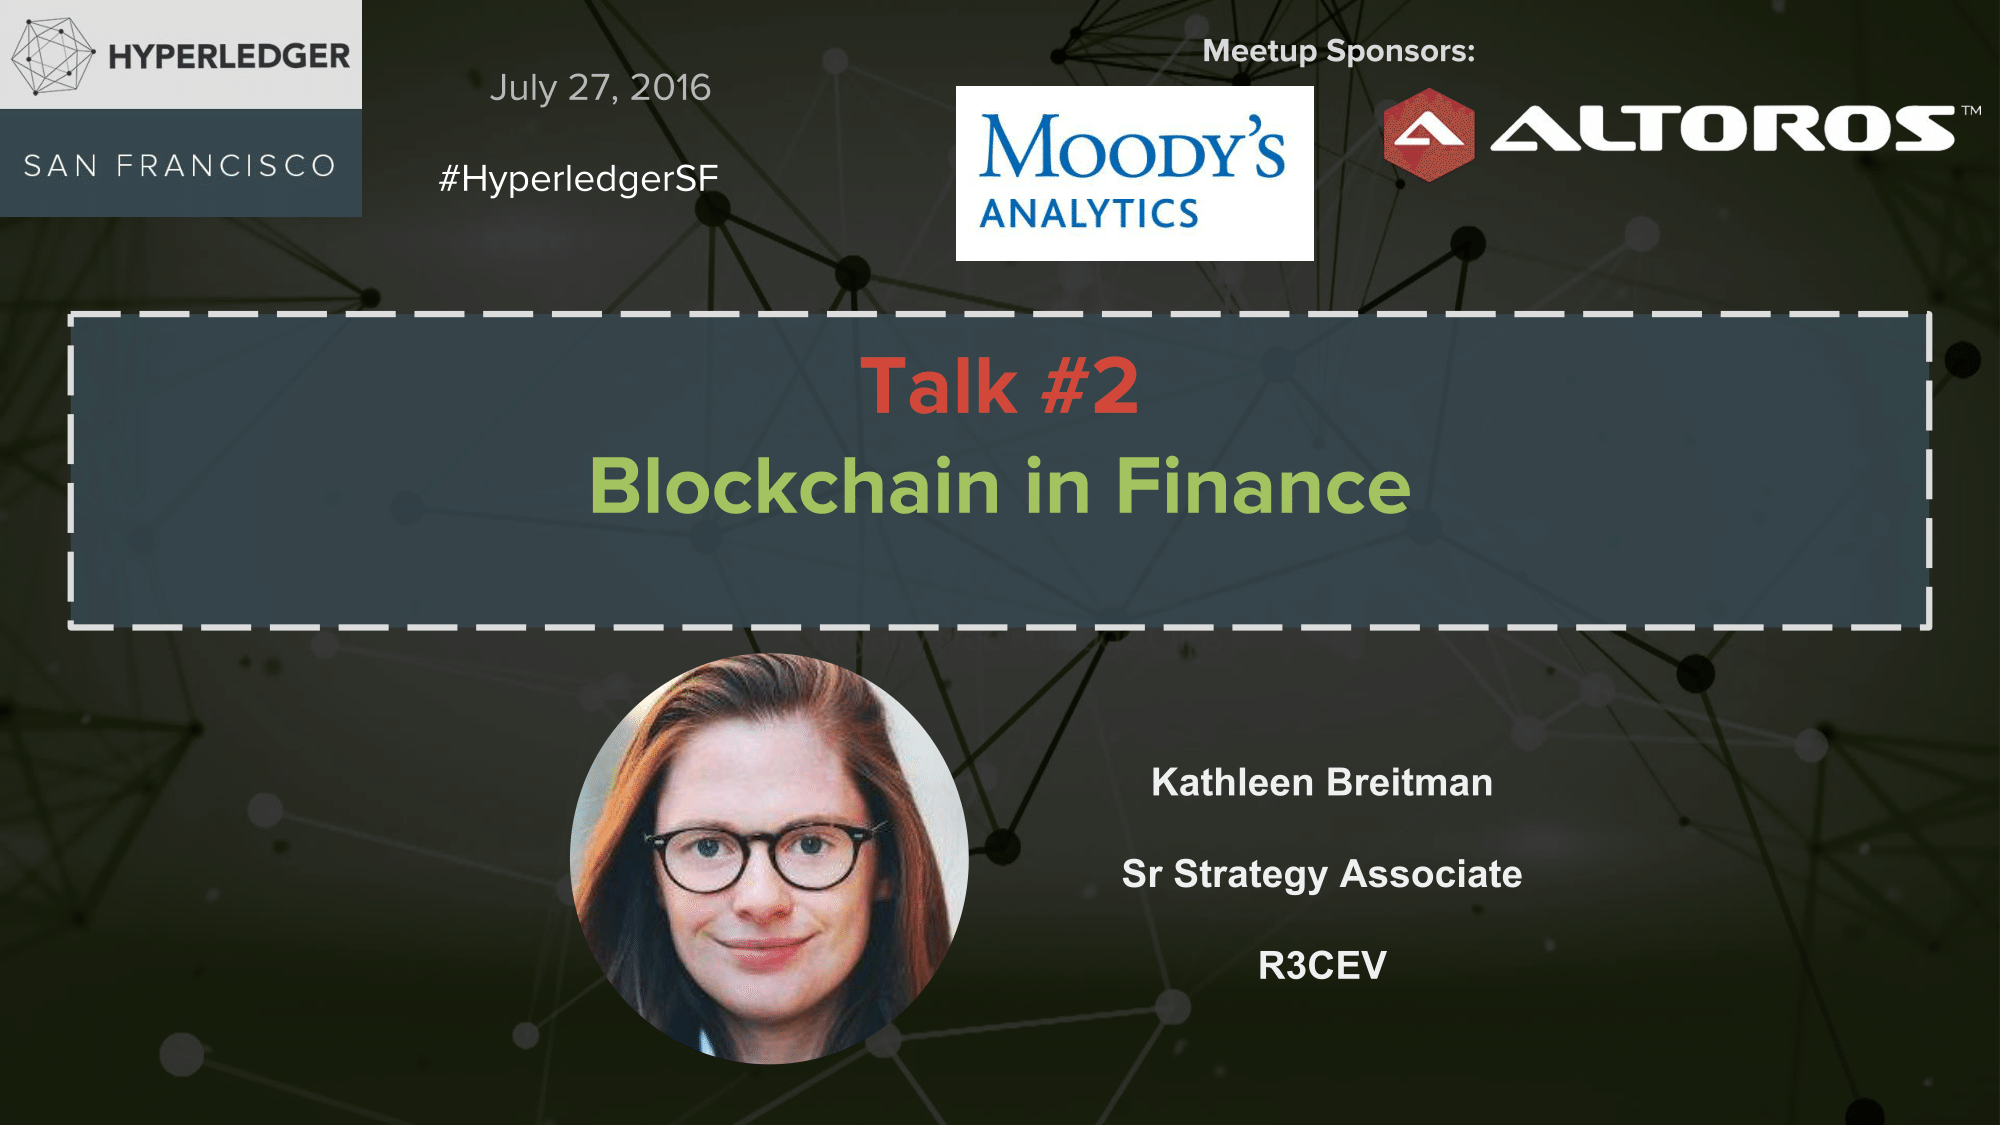 HYPERLEDGER
SAN FRANCISCO
July 27, 2016
#HyperledgerSF
Meetup Sponsors:
MOODY'S
ANALYTICS
ALTOROS™
Talk #2
Blockchain in Finance
Kathleen Breitman
Sr Strategy Associate
R3CEV